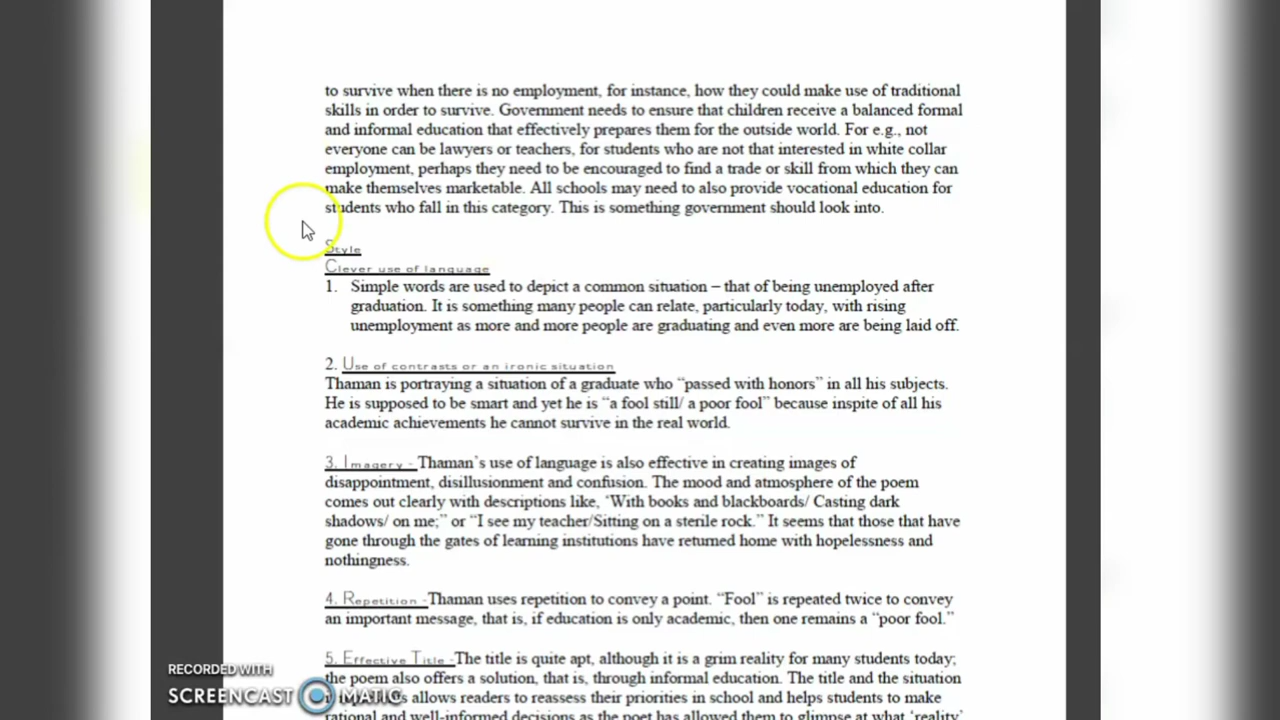 to survive when there is no employment, for instance, how they could make use of traditional
skills in order to survive. Government needs to ensure that children receive a balanced formal
and informal education that effectively prepares them for the outside world. For e.g., not
everyone can be lawyers or teachers, for students who are not that interested in white collar
employment, perhaps they need to be encouraged to find a trade or skill from which they can
make themselves marketable. All schools may need to also provide vocational education for
students who fall in this category. This is something government should look into.
Style
Clever use of language
1. Simple words are used to depict a common situation – that of being unemployed after
graduation. It is something many people can relate, particularly today, with rising
unemployment as more and more people are graduating and even more are being laid off.
2. Use of contrasts or an ironic situation
Thaman is portraying a situation of a graduate who “passed with honors” in all his subjects.
He is supposed to be smart and yet he is “a fool still/ a poor fool” because inspite of all his
academic achievements he cannot survive in the real world.
3. Imagery - Thaman’s use of language is also effective in creating images of
disappointment, disillusionment and confusion. The mood and atmosphere of the poem
comes out clearly with descriptions like, ‘With books and blackboards/ Casting dark
shadows/ on me;” or “I see my teacher/Sitting on a sterile rock.” It seems that those that have
gone through the gates of learning institutions have returned home with hopelessness and
nothingness.
4. Repetition -Thaman uses repetition to convey a point. “Fool” is repeated twice to convey
an important message, that is, if education is only academic, then one remains a “poor fool.”
5. Effective Title -The title is quite apt, although it is a grim reality for many students today;
the poem also offers a solution, that is, through informal education. The title and the situation
allows readers to reassess their priorities in school and helps students to make
rational and well-informed decisions as the poet has allowed them to glimpse at what ‘reality’
RECORDED WITH
SCREENCAST MATIC